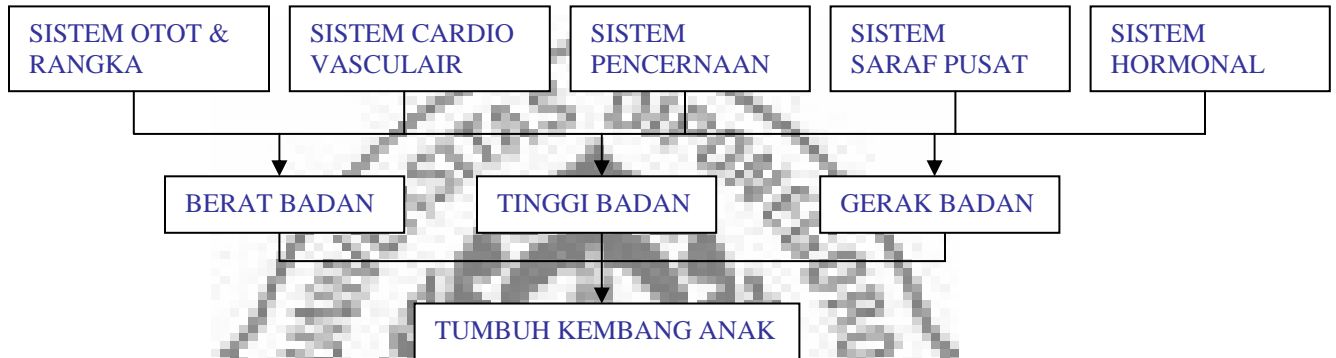 SISTEM OTOT &
RANGKA
SISTEM CARDIO
VASCULAIR
SISTEM
PENCERNAAN
SISTEM
SARAF PUSAT
SISTEM
HORMONAL
BERAT BADAN
TINGGI BADAN
GERAK BADAN
TUMBUH KEMBANG ANAK